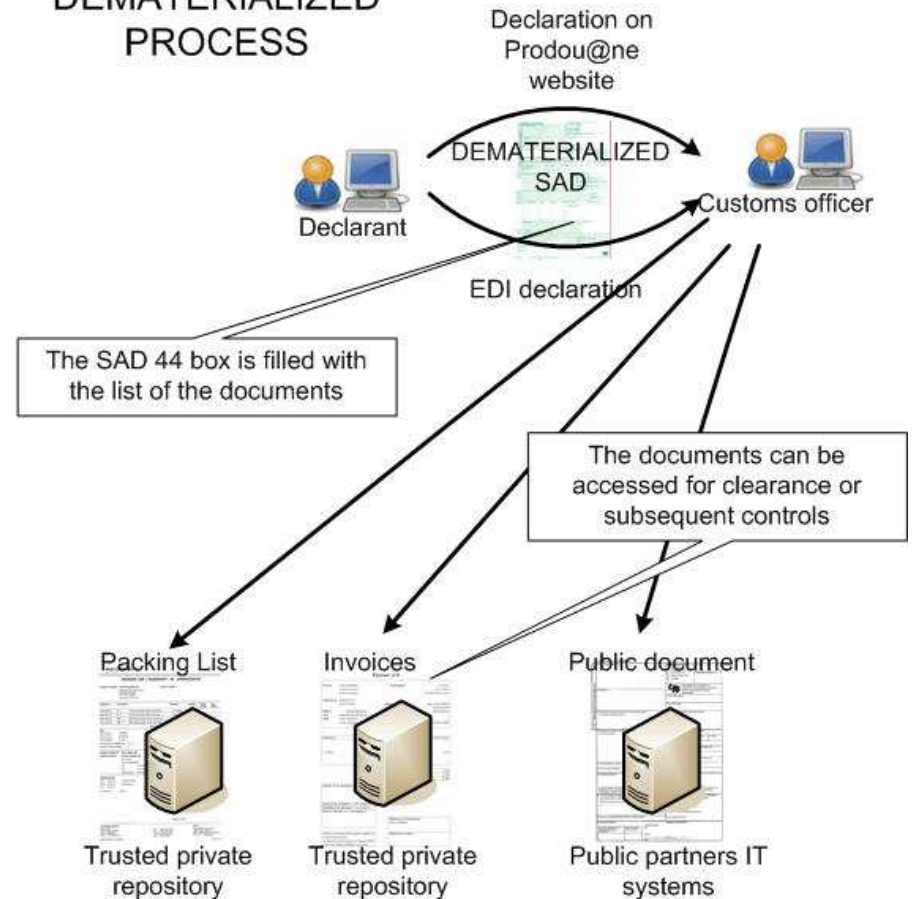 DEMATERIALIZED
PROCESS
Declaration on
Prodou@ne
website
DEMATERIALIZED
SAD
Declarant
Customs officer
EDI declaration
The SAD 44 box is filled with
the list of the documents
The documents can be
accessed for clearance or
subsequent controls
Packing List
Invoices
Public document
Trusted private
repository
Trusted private
repository
Public partners IT
systems